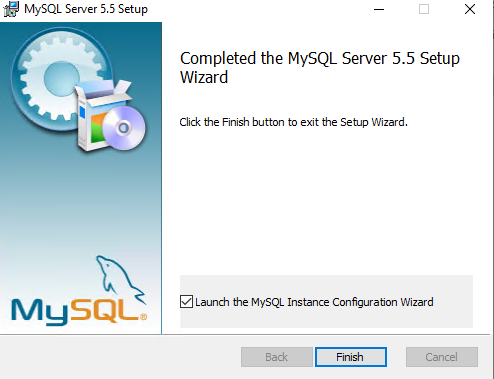 MySQL Server 5.5 Setup
Completed the MySQL Server 5.5 Setup
Wizard
Click the Finish button to exit the Setup Wizard.
MySQL®
Launch the MySQL Instance Configuration Wizard
Back
Finish
Cancel